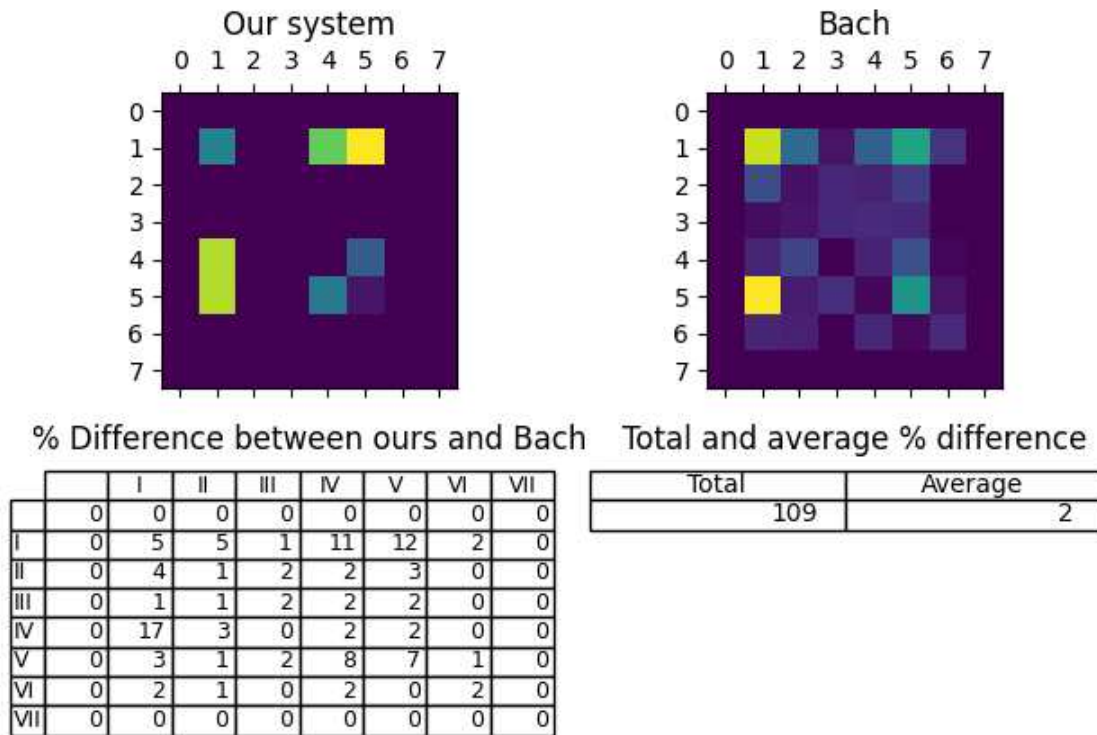 Our system
0 1 2 3 4 5 6 7
0
1
2
3
4
5
6
7
Bach
0 1 2 3 4 5 6 7
0
1
2
3
4
5
6
7
% Difference between ours and Bach
I II III IV V VI VII
0 0 0 0 0 0 0 0
I 0 5 5 1 11 12 2 0
II 0 4 1 2 2 3 0 0
III 0 1 1 2 2 2 0 0
IV 0 17 3 0 2 2 0 0
V 0 3 1 2 8 7 1 0
VI 0 2 1 0 2 0 2 0
VII 0 0 0 0 0 0 0 0
Total and average % difference
Total Average
109 2